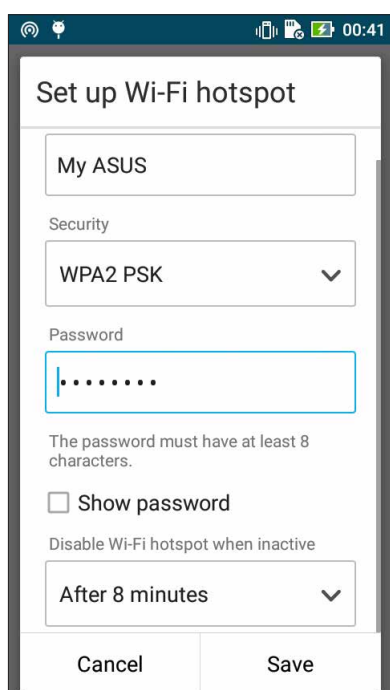 00:41
Set up Wi-Fi hotspot
My ASUS
Security
WPA2 PSK
Password
••••••••
The password must have at least 8
characters.
Show password
Disable Wi-Fi hotspot when inactive
After 8 minutes
Cancel
Save